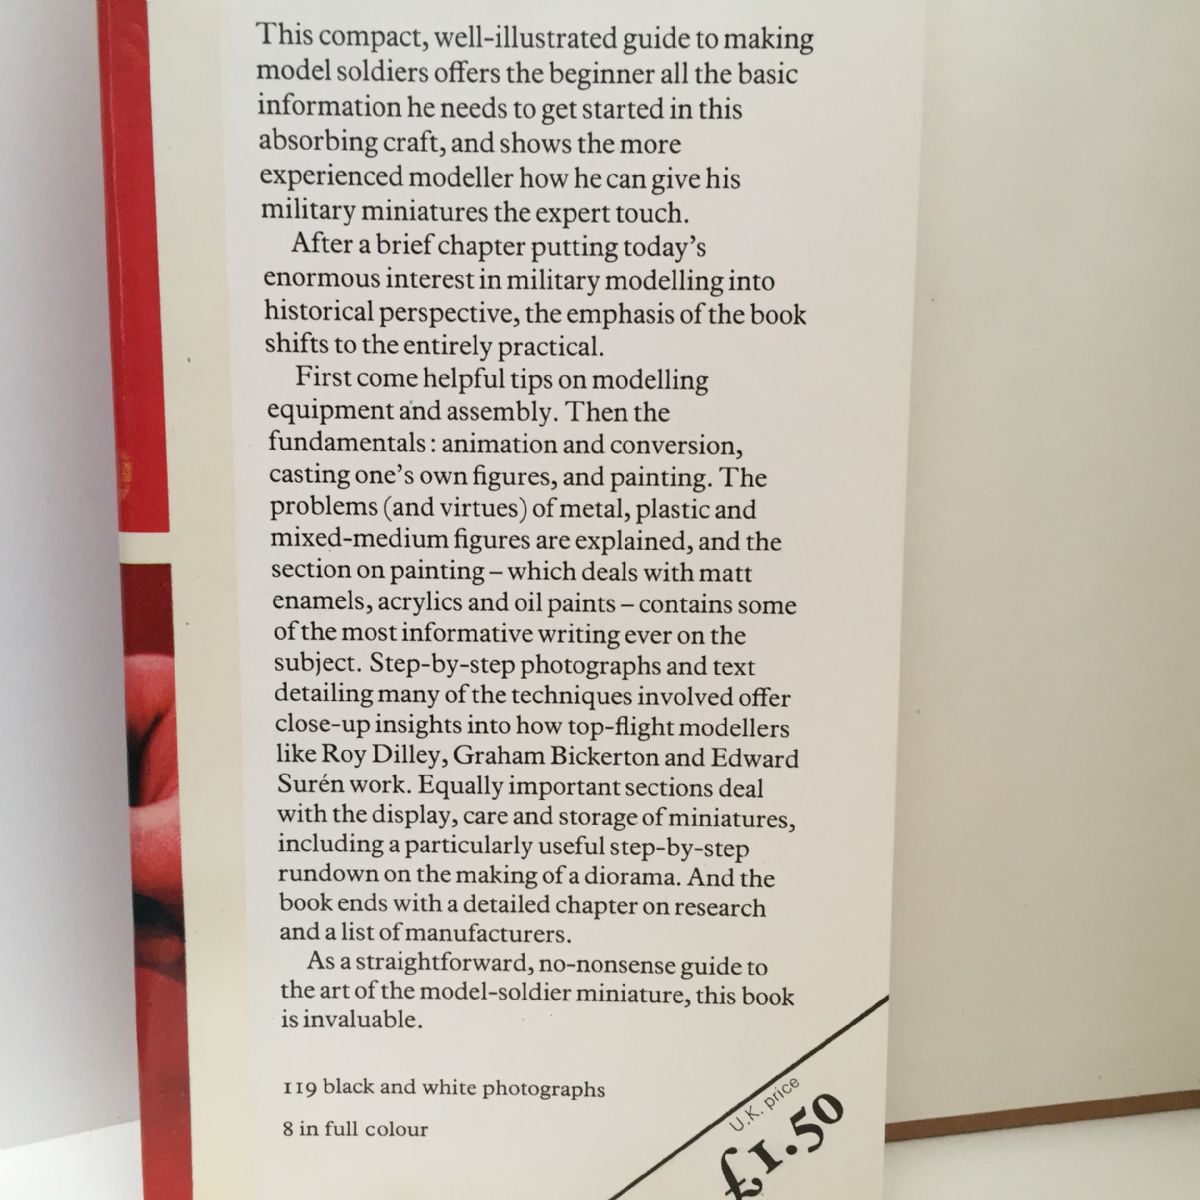 This compact, well-illustrated guide to making
model soldiers offers the beginner all the basic
information he needs to get started in this
absorbing craft, and shows the more
experienced modeller how he can give his
military miniatures the expert touch.
After a brief chapter putting today's
enormous interest in military modelling into
historical perspective, the emphasis of the book
shifts to the entirely practical.
First come helpful tips on modelling
equipment and assembly. Then the
fundamentals: animation and conversion,
casting one's own figures, and painting. The
problems (and virtues) of metal, plastic and
mixed-medium figures are explained, and the
section on painting – which deals with matt
enamels, acrylics and oil paints – contains some
of the most informative writing ever on the
subject. Step-by-step photographs and text
detailing many of the techniques involved offer
close-up insights into how top-flight modellers
like Roy Dilley, Graham Bickerton and Edward
Surén work. Equally important sections deal
with the display, care and storage of miniatures,
including a particularly useful step-by-step
rundown on the making of a diorama. And the
book ends with a detailed chapter on research
and a list of manufacturers.
As a straightforward, no-nonsense guide to
the art of the model-soldier miniature, this book
is invaluable.
119 black and white photographs
8 in full colour
U.K. price
£1.50